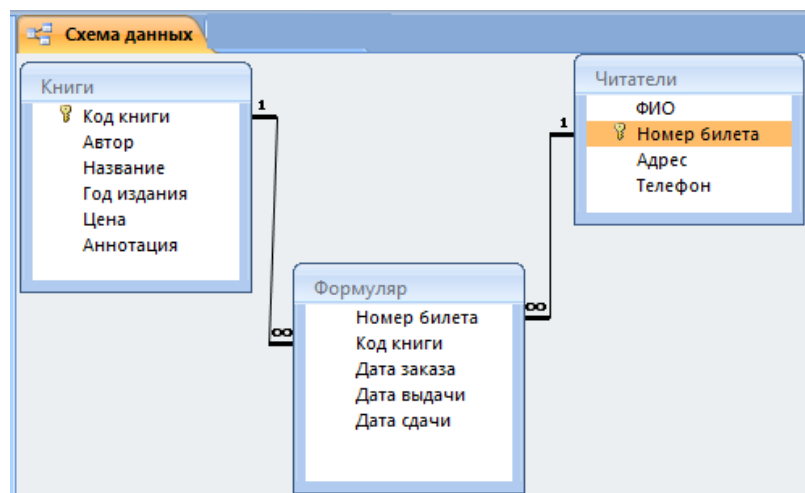 Схема данных
Книги
Код книги
Автор
Название
Год издания
Цена
Аннотация
1
∞
Формуляр
Номер билета
Код книги
Дата заказа
Дата выдачи
Дата сдачи
∞
1
Читатели
ФИО
Номер билета
Адрес
Телефон